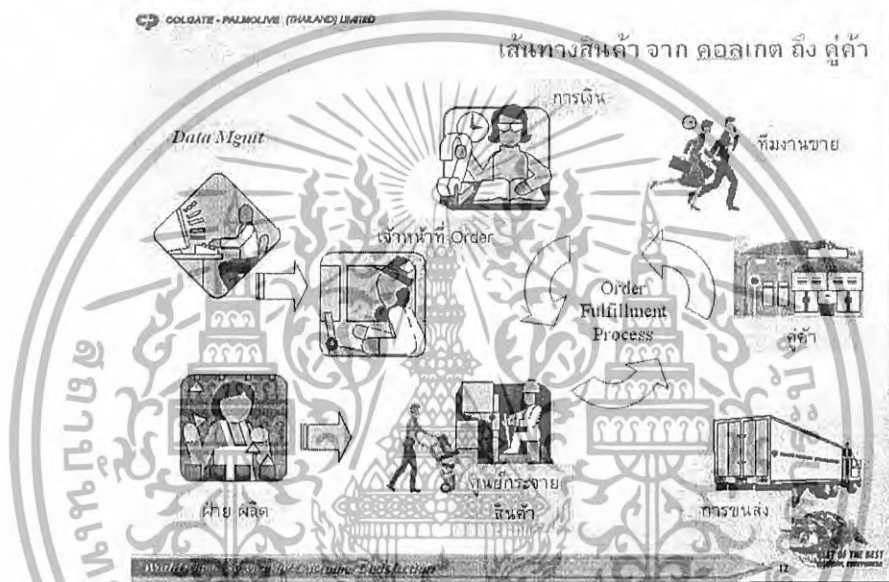 COLGATE - PALMOLIVE (THAILAND) LIMITED
เส้นทางสินค้า จาก คอลเกต ถึง คู่ค้า
การเงิน
Data Mgmt
ทีมงานขาย
เจ้าหน้าที่ Order
Order
Fulfillment
Process
คู่ค้า
ฝ่าย ผลิต
ศูนย์กระจาย
สินค้า
การขนส่ง
OF THE BEST
12